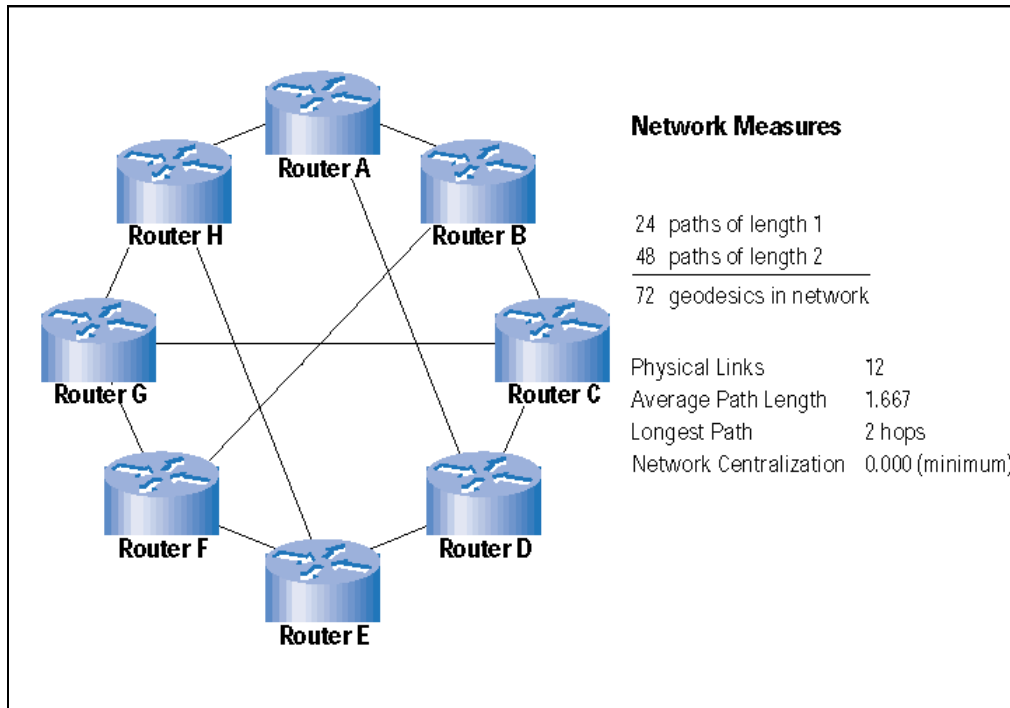 Router A
Router H
Router B
Router G
Router C
Router F
Router D
Router E
Network Measures
24 paths of length 1
48 paths of length 2
72 geodesics in network
Physical Links 12
Average Path Length 1.667
Longest Path 2 hops
Network Centralization 0.000 (minimum)